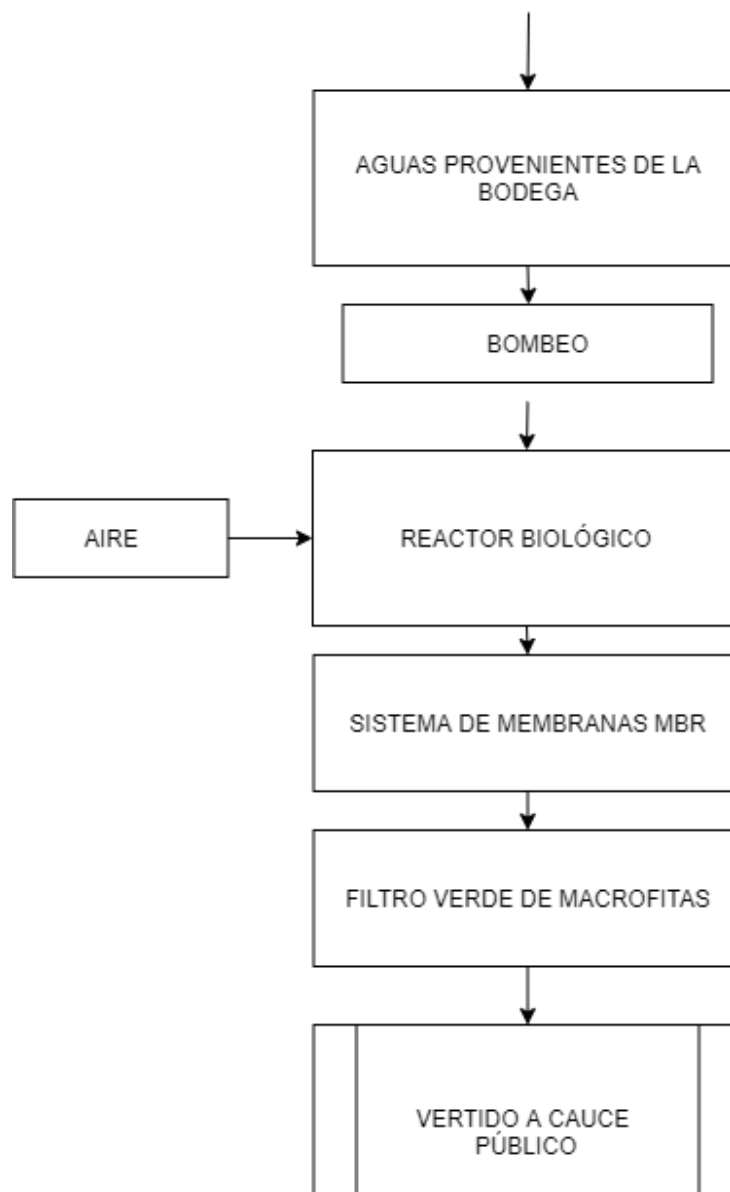 AGUAS PROVENIENTES DE LA
BODEGA
BOMBEO
AIRE
REACTOR BIOLÓGICO
SISTEMA DE MEMBRANAS MBR
FILTRO VERDE DE MACROFITAS
VERTIDO A CAUCE
PÚBLICO